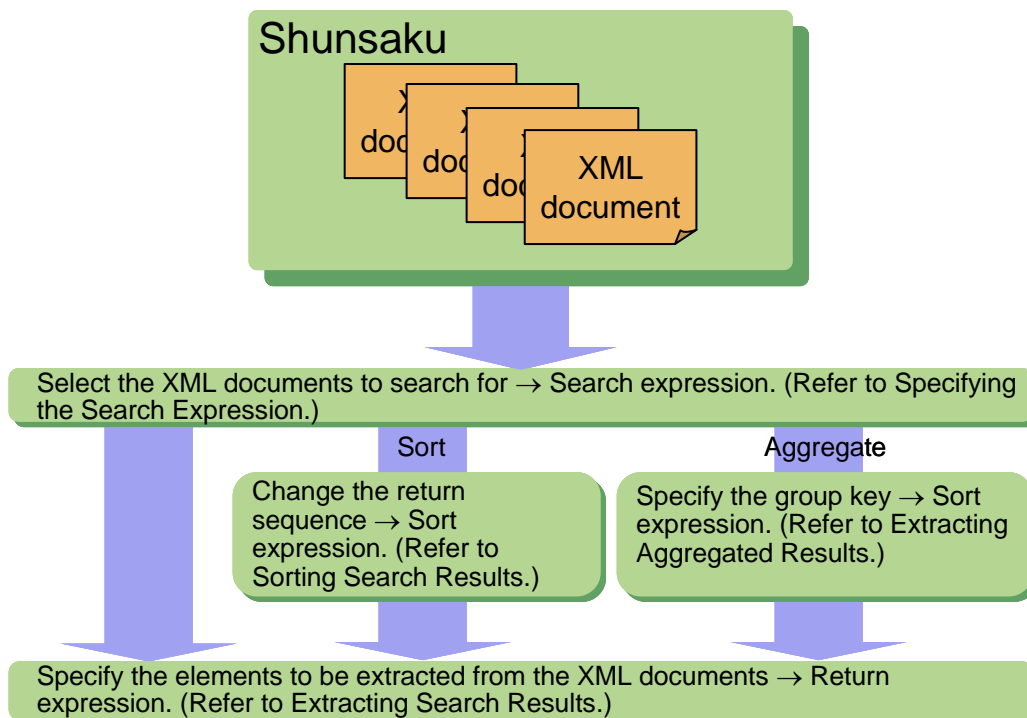 Shunsaku
X
doc
X
doc
X
doc
XML
document
Select the XML documents to search for → Search expression. (Refer to Specifying
the Search Expression.)
Sort
Aggregate
Change the return
sequence → Sort
expression. (Refer to
Sorting Search Results.)
Specify the group key → Sort
expression. (Refer to Extracting
Aggregated Results.)
Specify the elements to be extracted from the XML documents → Return
expression. (Refer to Extracting Search Results.)